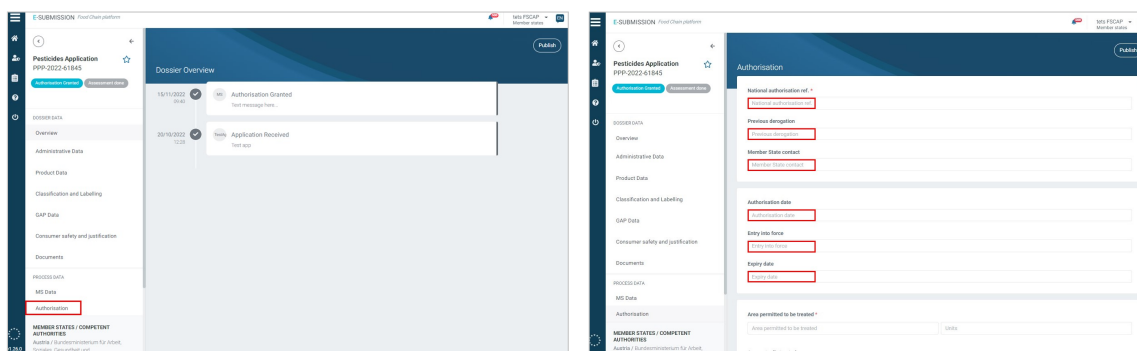 E-SUBMISSION Food Chain platform
tets FSCAP
Member states
EN
Pesticides Application
PPP-2022-61845
Authorisation Granted Assessment done
DOSSIER DATA
Overview
Administrative Data
Product Data
Classification and Labelling
GAP Data
Consumer safety and justification
Documents
PROCESS DATA
MS Data
Authorisation
MEMBER STATES / COMPETENT
AUTHORITIES
Austria / Bundesministerium für Arbeit,
Soziales, Gesundheit und
Publish
Dossier Overview
15/11/2022
MS Authorisation Granted
Text message here...
20/10/2022
12:28
Application Received
Test app
E-SUBMISSION Food Chain platform
tets FSCAP
Member states
Pesticides Application
PPP-2022-61845
Authorisation Granted Assessment done
DOSSIER DATA
Overview
Administrative Data
Product Data
Classification and Labelling
GAP Data
Consumer safety and justification
Documents
PROCESS DATA
MS Data
Authorisation
MEMBER STATES / COMPETENT
AUTHORITIES
Austria / Bundesministerium für Arbeit,
Publish
Authorisation
National authorisation ref. *
National authorisation ref.
Previous derogation
Previous derogation
Member State contact
Member State contact
Authorisation date
Authorisation date
Entry into force
Entry into force
Expiry date
Expiry date
Area permitted to be treated *
Area permitted to be treated
Units